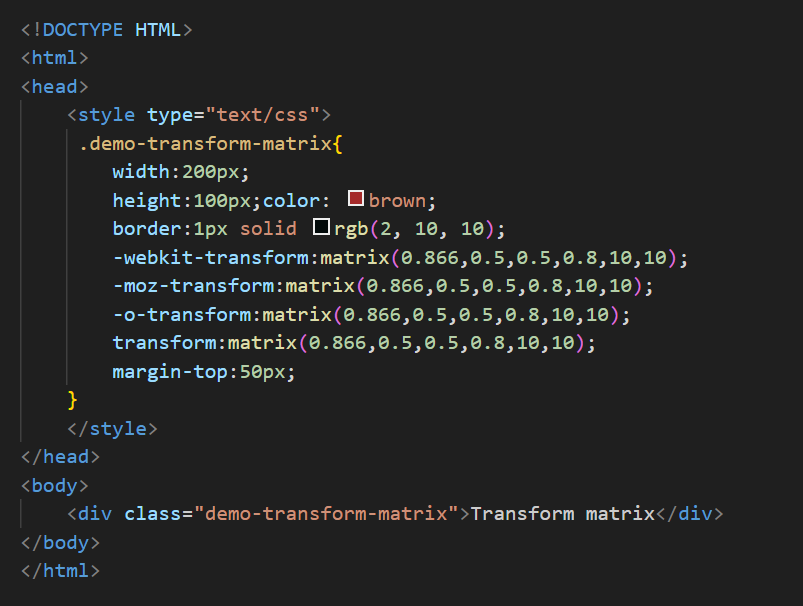 <!DOCTYPE HTML>
<html>
<head>
    <style type="text/css">
     .demo-transform-matrix{
        width:200px;
        height:100px;color: brown;
        border:1px solid rgb(2, 10, 10);
        -webkit-transform:matrix(0.866,0.5,0.5,0.8,10,10);
        -moz-transform:matrix(0.866,0.5,0.5,0.8,10,10);
        -o-transform:matrix(0.866,0.5,0.5,0.8,10,10);
        transform:matrix(0.866,0.5,0.5,0.8,10,10);
        margin-top:50px;
    }
    </style>
</head>
<body>
    <div class="demo-transform-matrix">Transform matrix</div>
</body>
</html>